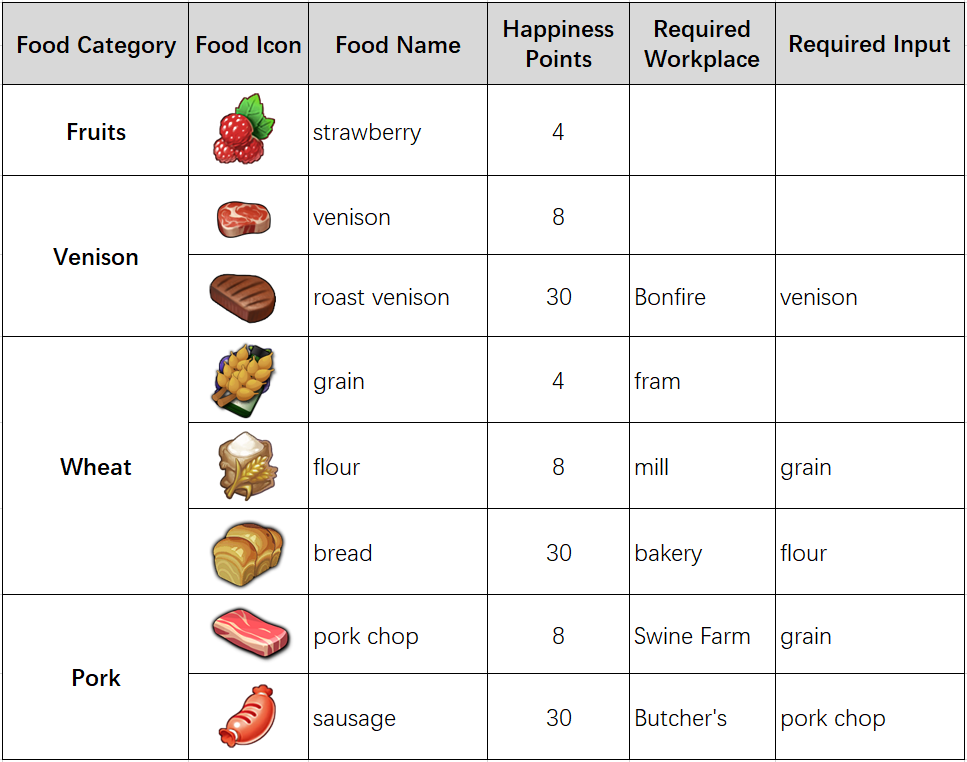 Food Category Food Icon Food Name Happiness Points Required Workplace Required Input
Fruits strawberry 4
Venison
venison 8
roast venison 30 Bonfire venison
Wheat
grain 4 fram
flour 8 mill grain
bread 30 bakery flour
Pork
pork chop 8 Swine Farm grain
sausage 30 Butcher's pork chop